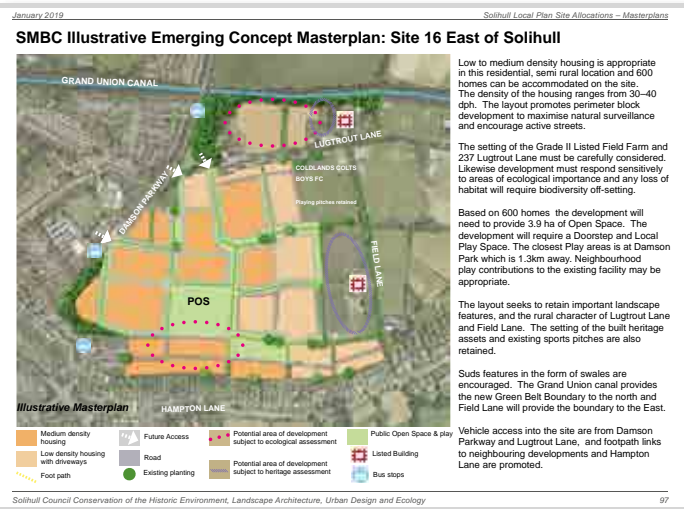 January 2019
Solihull Local Plan Site Allocations – Masterplans
SMBC Illustrative Emerging Concept Masterplan: Site 16 East of Solihull
GRAND UNION CANAL
LUGTROUT LANE
COLDLANDS COLTS
BOYS FC
Playing pitches retained
DAMSON PARKWAY
FIELD LANE
POS
Illustrative Masterplan
HAMPTON LANE
Medium density
housing
Low density housing
with driveways
Foot path
Future Access
Road
Existing planting
Potential area of development
subject to ecological assessment
Potential area of development
subject to heritage assessment
Public Open Space & play
Listed Building
Bus stops
Low to medium density housing is appropriate
in this residential, semi rural location and 600
homes can be accommodated on the site.
The density of the housing ranges from 30–40
dph. The layout promotes perimeter block
development to maximise natural surveillance
and encourage active streets.
The setting of the Grade II Listed Field Farm and
237 Lugtrout Lane must be carefully considered.
Likewise development must respond sensitively
to areas of ecological importance and any loss of
habitat will require biodiversity off-setting.
Based on 600 homes the development will
need to provide 3.9 ha of Open Space. The
development will require a Doorstep and Local
Play Space. The closest Play areas is at Damson
Park which is 1.3km away. Neighbourhood
play contributions to the existing facility may be
appropriate.
The layout seeks to retain important landscape
features, and the rural character of Lugtrout Lane
and Field Lane. The setting of the built heritage
assets and existing sports pitches are also
retained.
Suds features in the form of swales are
encouraged. The Grand Union canal provides
the new Green Belt Boundary to the north and
Field Lane will provide the boundary to the East.
Vehicle access into the site are from Damson
Parkway and Lugtrout Lane, and footpath links
to neighbouring developments and Hampton
Lane are promoted.
Solihull Council Conservation of the Historic Environment, Landscape Architecture, Urban Design and Ecology
97